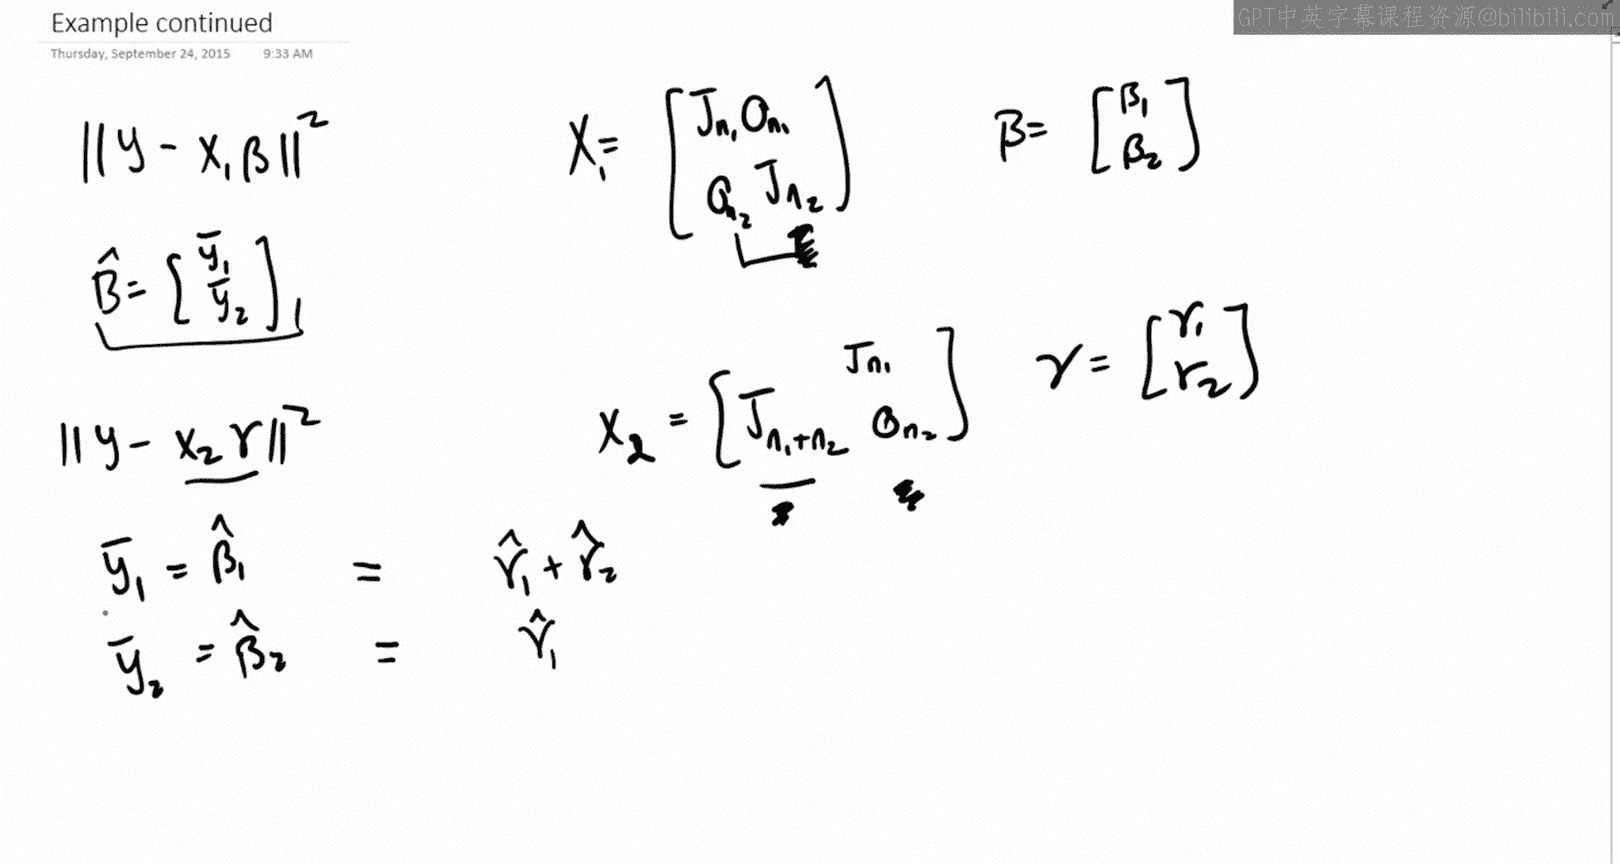 GPT中英字幕课程资源@bilibili.com
Example continued
Thursday, September 24, 2015 9:33 AM
||y - x₁β||²
X₁ = [J_{n₁} O_{n₁}
O_{n₂} J_{n₂}]
β = [β₁
β₂]
β̂ = [ȳ₁
ȳ₂]
||y - x₂γ||²
x₂ = [J_{n₁+n₂} J_{n₁}
O_{n₂}]
γ = [γ₁
γ₂]
ȳ₁ = β̂₁ = γ̂₁ + γ̂₂
ȳ₂ = β̂₂ = γ̂₁